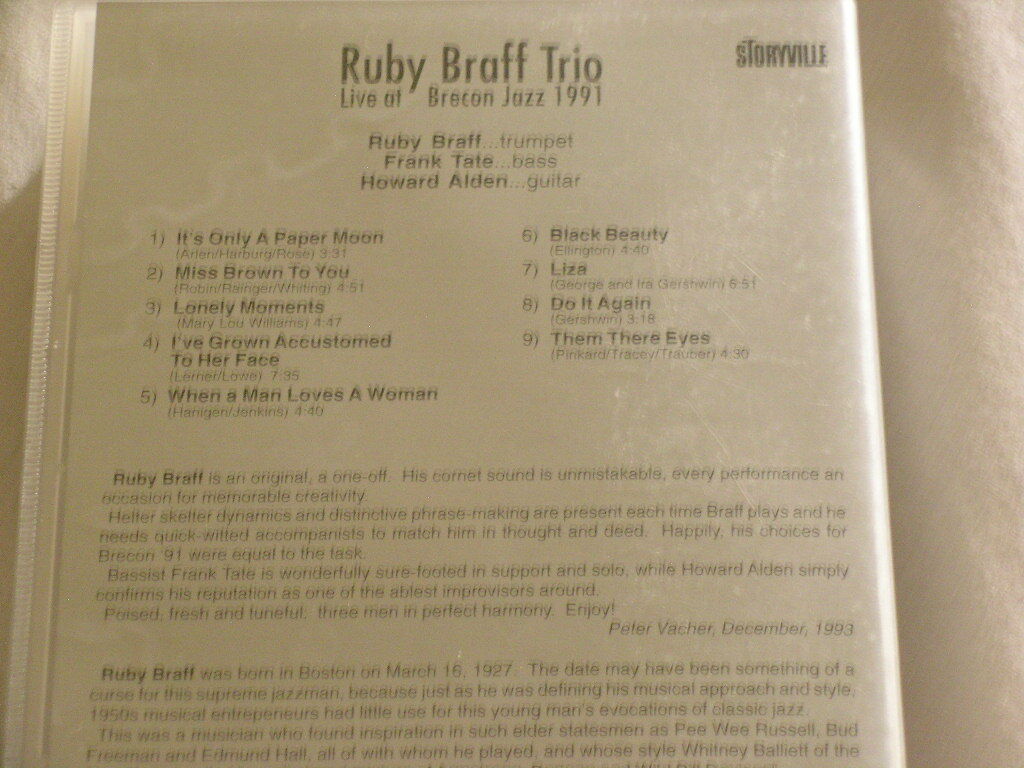 Ruby Braff Trio
Live at Brecon Jazz 1991
STORYVILLE
Ruby Braff...trumpet
Frank Tate...bass
Howard Alden...guitar
1) It's Only A Paper Moon
(Arlen/Harburg/Rose) 3:31
2) Miss Brown To You
(Robin/Rainger/Whiting) 4:51
3) Lonely Moments
(Mary Lou Williams) 4:47
4) I've Grown Accustomed
To Her Face
(Lerner/Lowe) 7:35
5) When a Man Loves A Woman
(Hanigen/Jenkins) 4:40
6) Black Beauty
(Ellington) 4:40
7) Liza
(George and Ira Gershwin) 6:51
8) Do It Again
(Gershwin) 3:18
9) Them There Eyes
(Pinkard/Tracey/Trauber) 4:30
Ruby Braff is an original, a one-off. His cornet sound is unmistakable, every performance an
occasion for memorable creativity.
Helter skelter dynamics and distinctive phrase-making are present each time Braff plays and he
needs quick-witted accompanists to match him in thought and deed. Happily, his choices for
Brecon '91 were equal to the task.
Bassist Frank Tate is wonderfully sure-footed in support and solo, while Howard Alden simply
confirms his reputation as one of the ablest improvisors around.
Poised, fresh and tuneful: three men in perfect harmony. Enjoy!
Peter Vacher, December, 1993
Ruby Braff was born in Boston on March 16, 1927. The date may have been something of a
curse for this supreme jazzman, because just as he was defining his musical approach and style,
1950s musical entrepeneurs had little use for this young man's evocations of classic jazz.
This was a musician who found inspiration in such elder statesmen as Pee Wee Russell, Bud
Freeman and Edmund Hall, all of with whom he played, and whose style Whitney Balliett of the